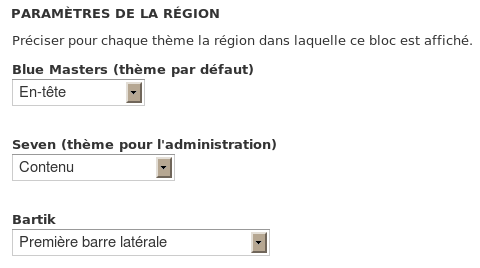 PARAMÈTRES DE LA RÉGION
Préciser pour chaque thème la région dans laquelle ce bloc est affiché.
Blue Masters (thème par défaut)
En-tête
Seven (thème pour l'administration)
Contenu
Bartik
Première barre latérale